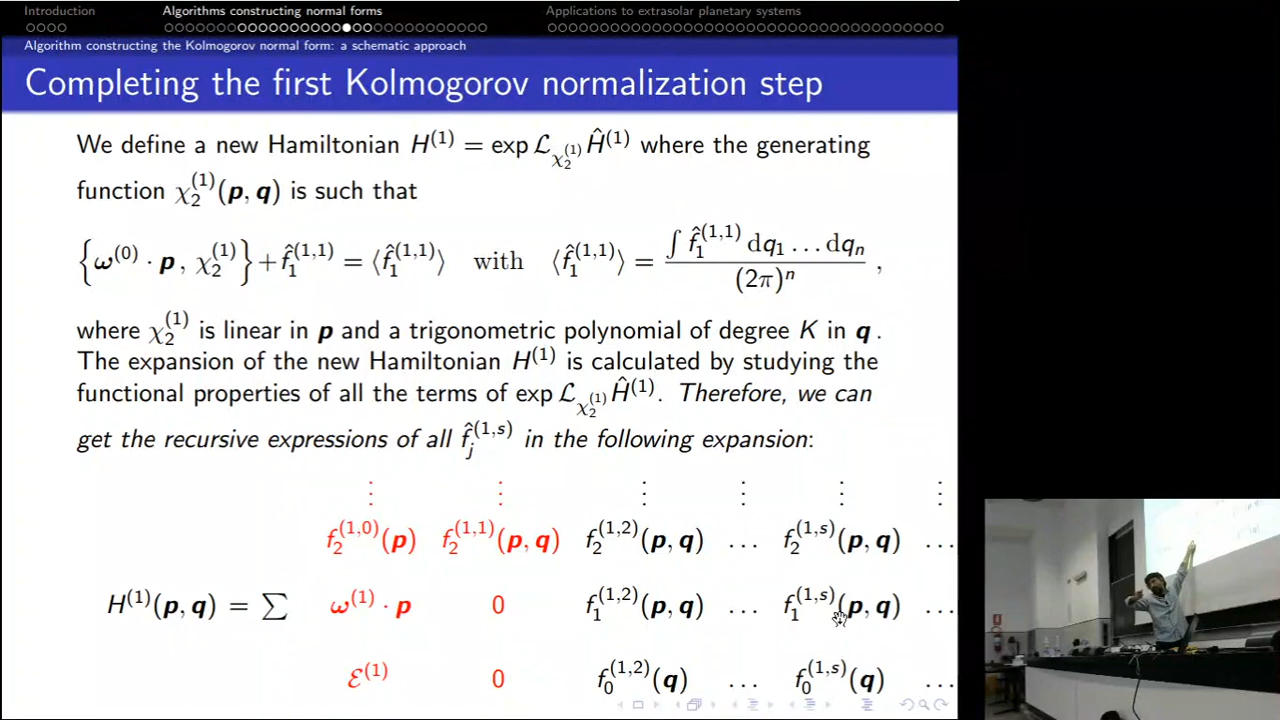 Introduction Algorithms constructing normal forms Applications to extrasolar planetary systems
Algorithm constructing the Kolmogorov normal form: a schematic approach
Completing the first Kolmogorov normalization step
We define a new Hamiltonian H^(1) = exp ℒ_{χ_2^(1)} Ĥ^(1) where the generating
function χ_2^(1)(p, q) is such that
{ω^(0) · p, χ_2^(1)} + f̂_1^(1,1) = ⟨f̂_1^(1,1)⟩ with ⟨f̂_1^(1,1)⟩ = ∫ f̂_1^(1,1) dq_1 … dq_n / (2π)^n ,
where χ_2^(1) is linear in p and a trigonometric polynomial of degree K in q .
The expansion of the new Hamiltonian H^(1) is calculated by studying the
functional properties of all the terms of exp ℒ_{χ_2^(1)} Ĥ^(1). Therefore, we can
get the recursive expressions of all f̂_j^(1,s) in the following expansion:
⋮ ⋮ ⋮ ⋮ ⋮ ⋮
f_2^(1,0)(p) f_2^(1,1)(p, q) f_2^(1,2)(p, q) … f_2^(1,s)(p, q) …
H^(1)(p, q) = ∑ ω^(1) · p 0 f_1^(1,2)(p, q) … f_1^(1,s)(p, q) …
ℰ^(1) 0 f_0^(1,2)(q) … f_0^(1,s)(q) …